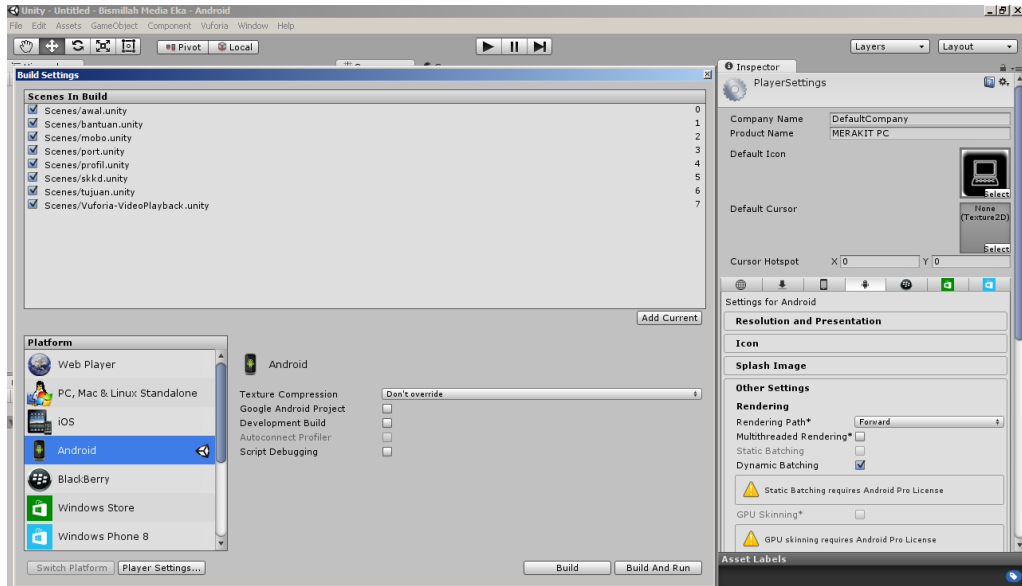 Unity - Untitled - Bismillah Media Eka - Android
File Edit Assets GameObject Component Vuforia Window Help
Pivot Local Layers Layout
Build Settings
Scenes In Build
Scenes/awal.unity 0
Scenes/bantuan.unity 1
Scenes/mobo.unity 2
Scenes/port.unity 3
Scenes/profil.unity 4
Scenes/skkd.unity 5
Scenes/tujuan.unity 6
Scenes/Vuforia-VideoPlayback.unity 7
Add Current
Platform
Web Player
PC, Mac & Linux Standalone
iOS
Android
BlackBerry
Windows Store
Windows Phone 8
Android
Texture Compression Don't override
Google Android Project
Development Build
Autoconnect Profiler
Script Debugging
Switch Platform Player Settings... Build Build And Run
Inspector
PlayerSettings
Company Name DefaultCompany
Product Name MERAKIT PC
Default Icon
Select
Default Cursor
None
(Texture2D)
Select
Cursor Hotspot X 0 Y 0
Settings for Android
Resolution and Presentation
Icon
Splash Image
Other Settings
Rendering
Rendering Path* Forward
Multithreaded Rendering*
Static Batching
Dynamic Batching
Static Batching requires Android Pro License
GPU Skinning*
GPU skinning requires Android Pro License
Asset Labels